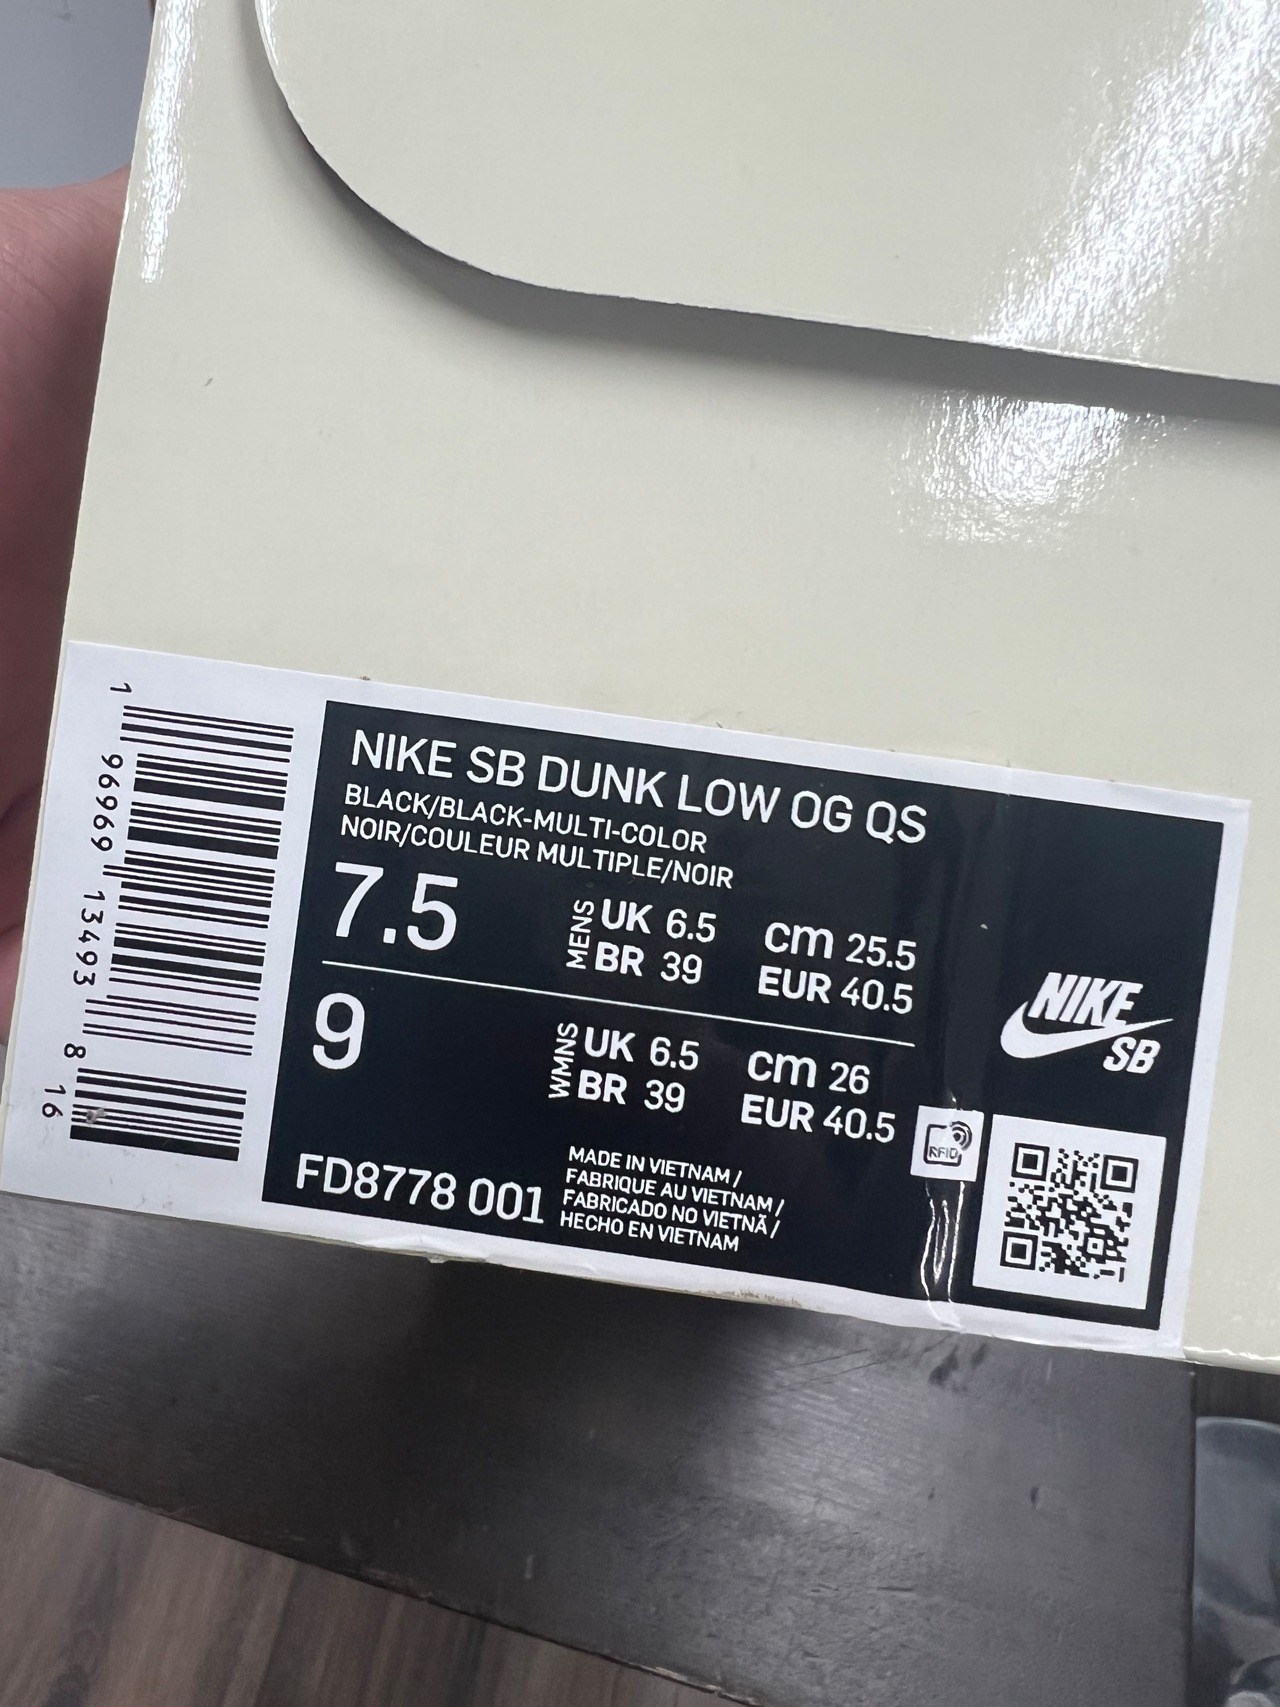 NIKE SB DUNK LOW OG QS
BLACK/BLACK-MULTI-COLOR
NOIR/COULEUR MULTIPLE/NOIR
7.5
MENS
UK 6.5
BR 39
cm 25.5
EUR 40.5
9
WMNS
UK 6.5
BR 39
cm 26
EUR 40.5
FD8778 001
MADE IN VIETNAM /
FABRIQUE AU VIETNAM /
FABRICADO NO VIETNÃ /
HECHO EN VIETNAM
RFID
NIKE
SB
1 96969 13493 8 16